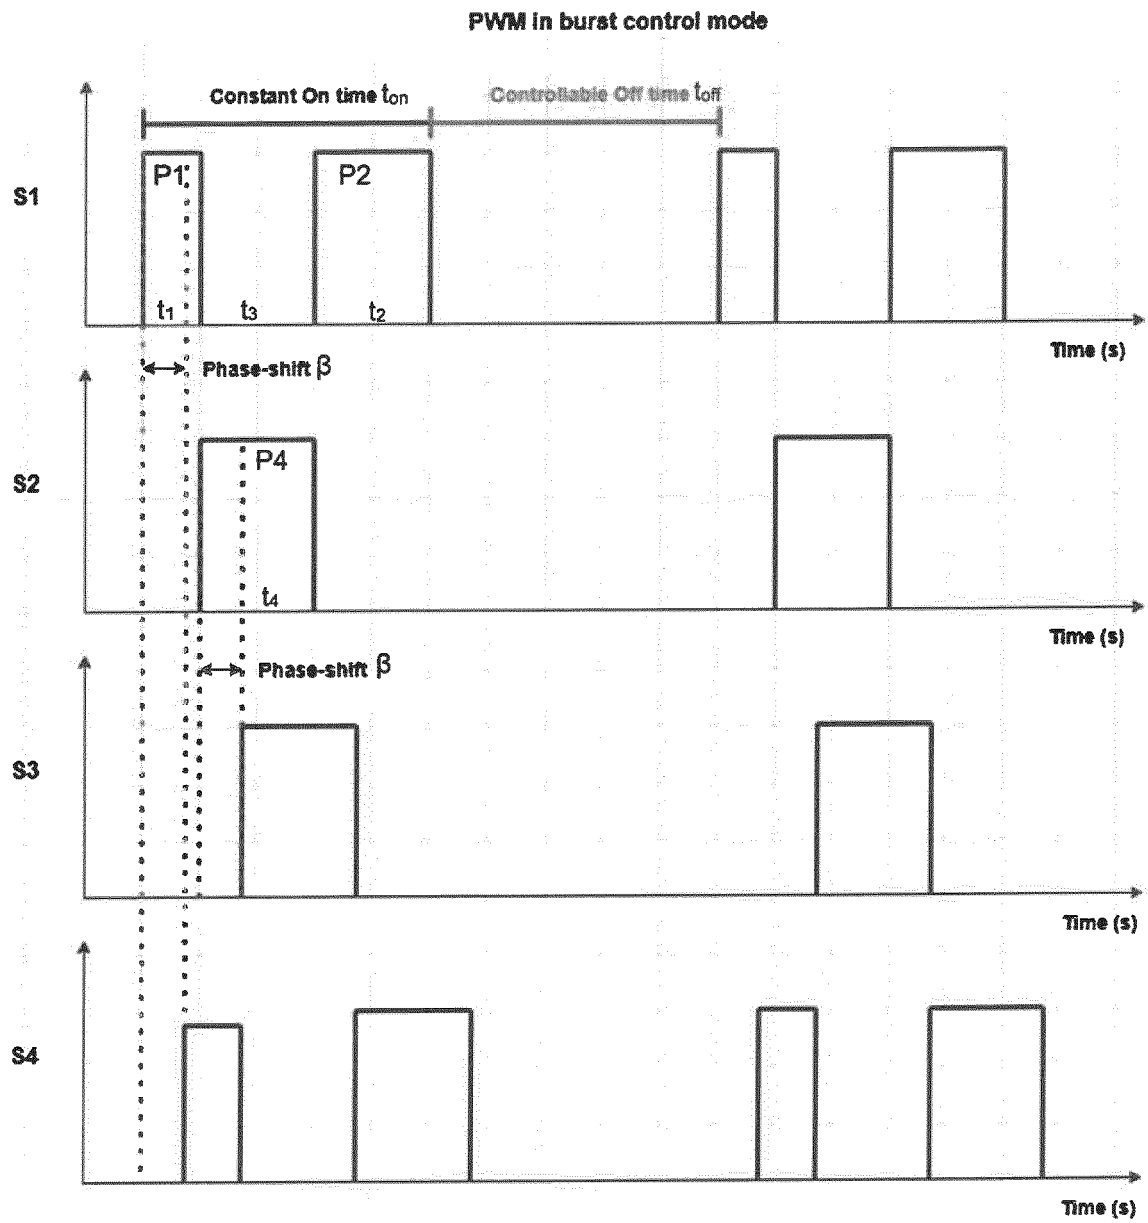 PWM in burst control mode
Constant On time ton
Controllable Off time toff
S1
P1
P2
t1
t3
t2
Time (s)
Phase-shift β
S2
P4
t4
Time (s)
Phase-shift β
S3
Time (s)
S4
Time (s)